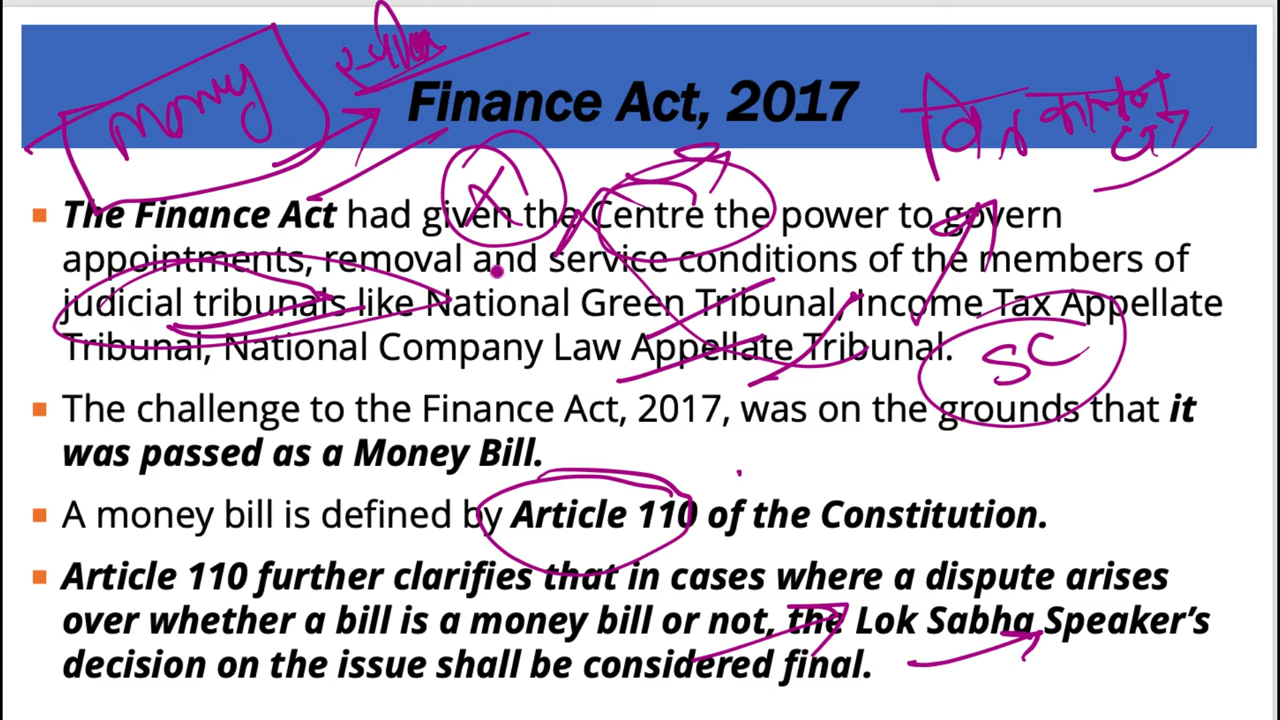 money
Finance Act, 2017
The Finance Act had given the Centre the power to govern
appointments, removal and service conditions of the members of
judicial tribunals like National Green Tribunal, Income Tax Appellate
Tribunal, National Company Law Appellate Tribunal.
SC
The challenge to the Finance Act, 2017, was on the grounds that it
was passed as a Money Bill.
A money bill is defined by Article 110 of the Constitution.
Article 110 further clarifies that in cases where a dispute arises
over whether a bill is a money bill or not, the Lok Sabha Speaker’s
decision on the issue shall be considered final.